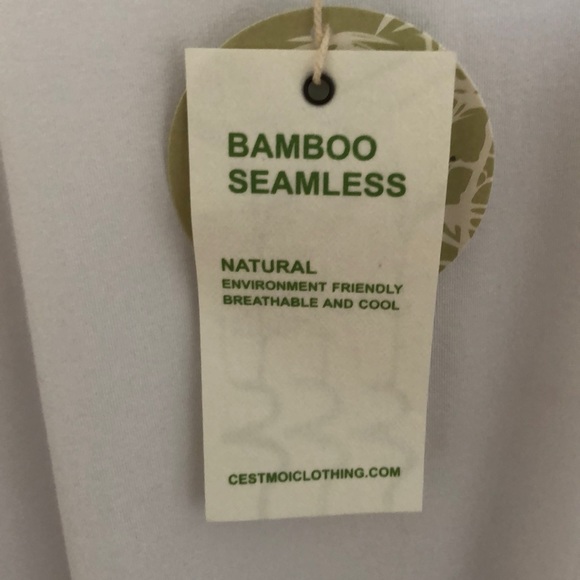 BAMBOO
SEAMLESS
NATURAL
ENVIRONMENT FRIENDLY
BREATHABLE AND COOL
CESTMOICLOTHING.COM